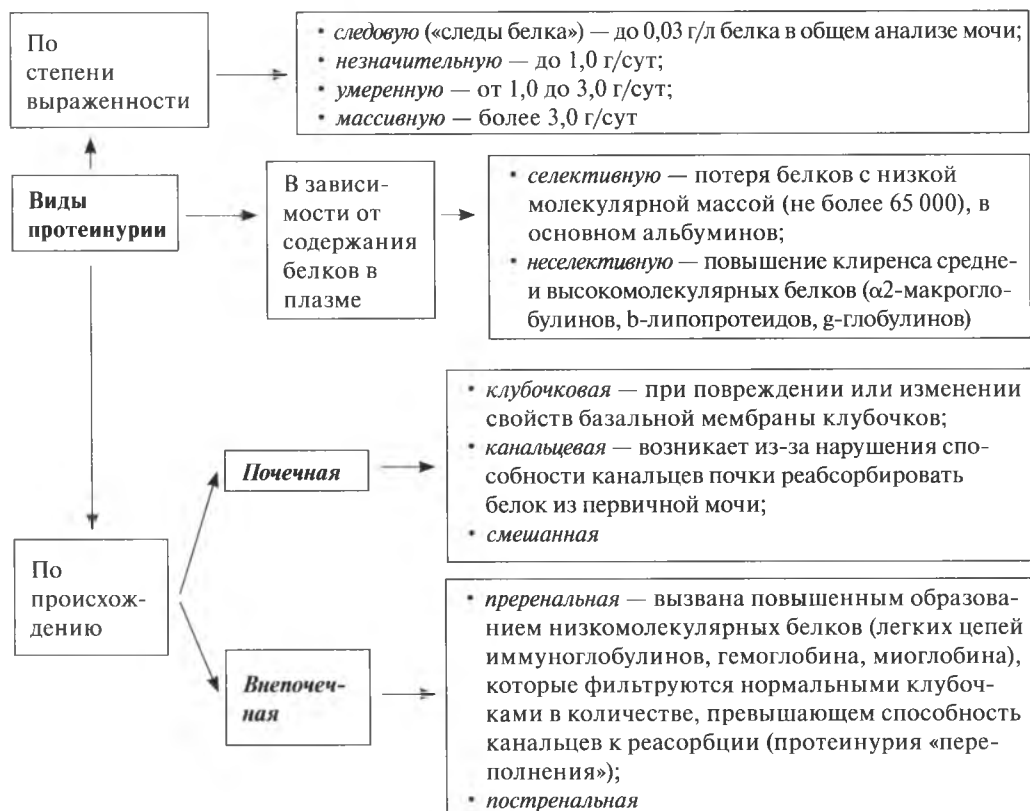 По
степени
выраженности
• следовую («следы белка») — до 0,03 г/л белка в общем анализе мочи;
• незначительную — до 1,0 г/сут;
• умеренную — от 1,0 до 3,0 г/сут;
• массивную — более 3,0 г/сут
Виды
протеинурии
В зависи-
мости от
содержания
белков в
плазме
• селективную — потеря белков с низкой
молекулярной массой (не более 65 000), в
основном альбуминов;
• неселективную — повышение клиренса средне-
и высокомолекулярных белков (α2-макрогло-
булинов, b-липопротеидов, g-глобулинов)
По
происхож-
дению
Почечная
• клубочковая — при повреждении или изменении
свойств базальной мембраны клубочков;
• канальцевая — возникает из-за нарушения спо-
собности канальцев почки реабсорбировать
белок из первичной мочи;
• смешанная
Внепочеч-
ная
• преренальная — вызвана повышенным образова-
нием низкомолекулярных белков (легких цепей
иммуноглобулинов, гемоглобина, миоглобина),
которые фильтруются нормальными клубоч-
ками в количестве, превышающем способность
канальцев к реасорбции (протеинурия «пере-
полнения»);
• постренальная